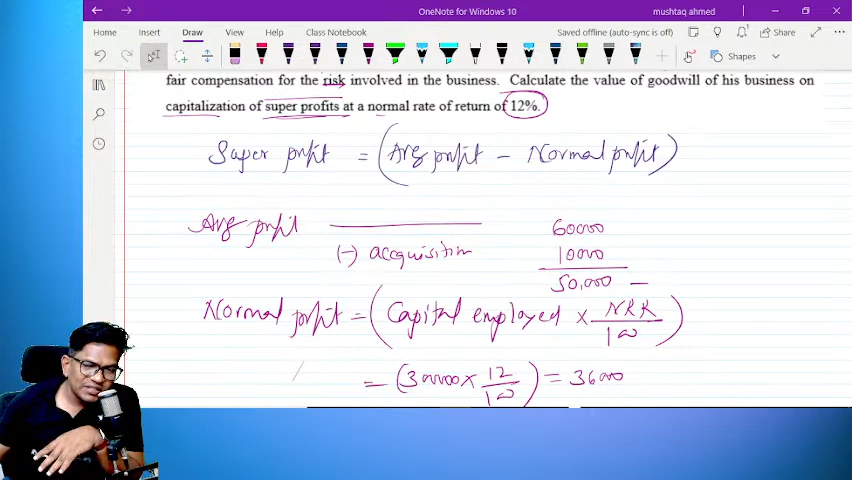 OneNote for Windows 10
mushtaq ahmed
Home Insert Draw View Help Class Notebook
Saved offline (auto-sync is off)
Share
Shapes
fair compensation for the risk involved in the business. Calculate the value of goodwill of his business on
capitalization of super profits at a normal rate of return of 12%.
Super profit = (Avg profit - Normal profit)
Avg profit 60000
(-) acquisition 10000
50,000 -
Normal profit = (Capital employed × NRR/100)
= (300000 × 12/100) = 36000